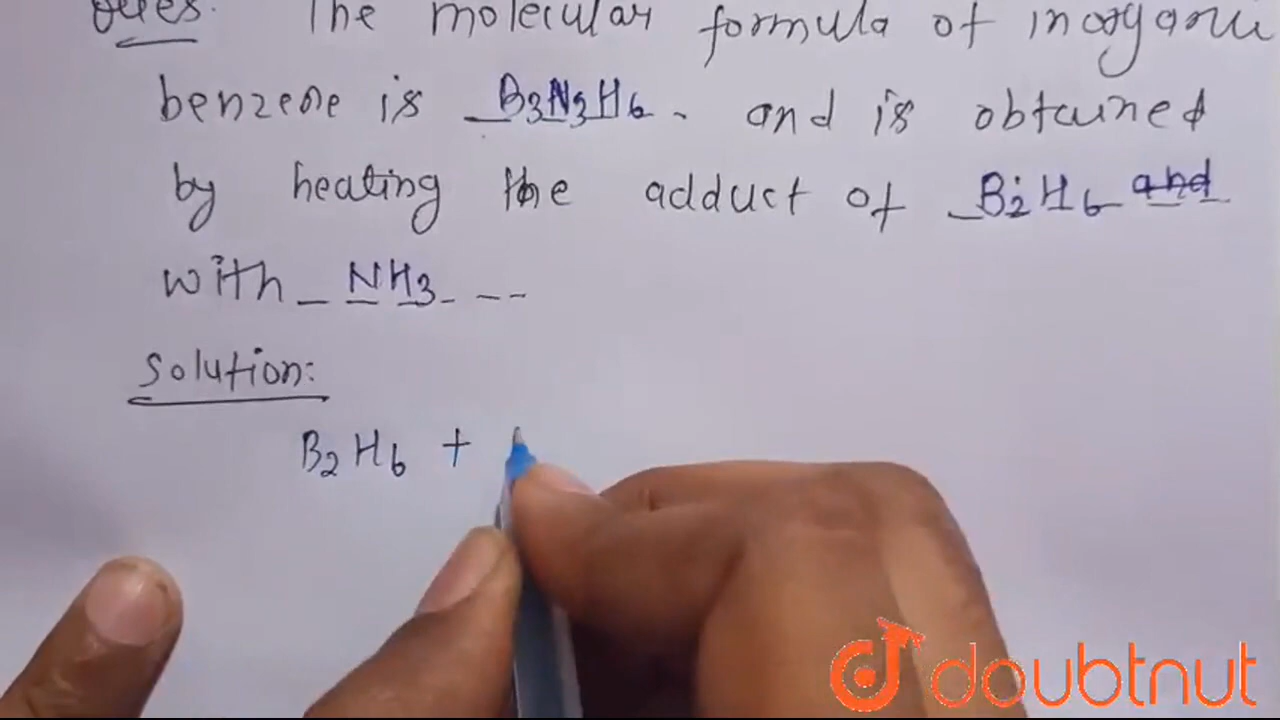 Ques. The molecular formula of inorganic
benzene is B3N3H6. and is obtained
by heating the adduct of B2H6 and
with NH3
Solution:
B2H6 +
doubtnut